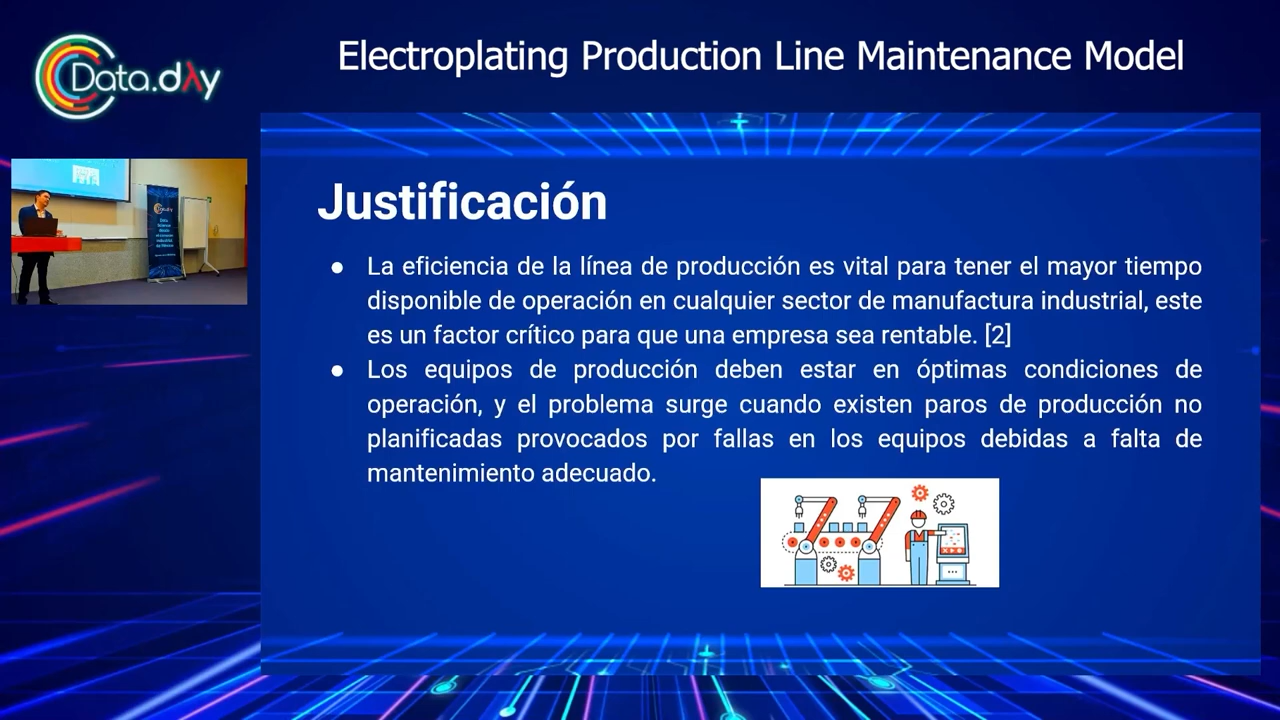 Data.dλy
Electroplating Production Line Maintenance Model
Justificación
● La eficiencia de la línea de producción es vital para tener el mayor tiempo
disponible de operación en cualquier sector de manufactura industrial, este
es un factor crítico para que una empresa sea rentable. [2]
● Los equipos de producción deben estar en óptimas condiciones de
operación, y el problema surge cuando existen paros de producción no
planificadas provocados por fallas en los equipos debidas a falta de
mantenimiento adecuado.